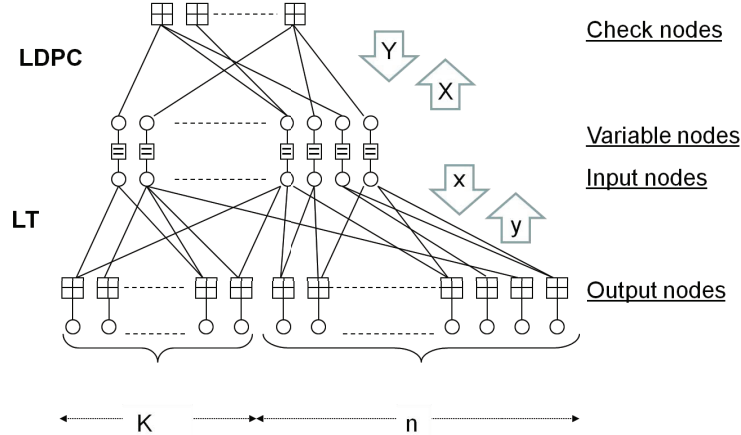 Check nodes
LDPC
Y
X
Variable nodes
Input nodes
x
LT
y
Output nodes
K
n